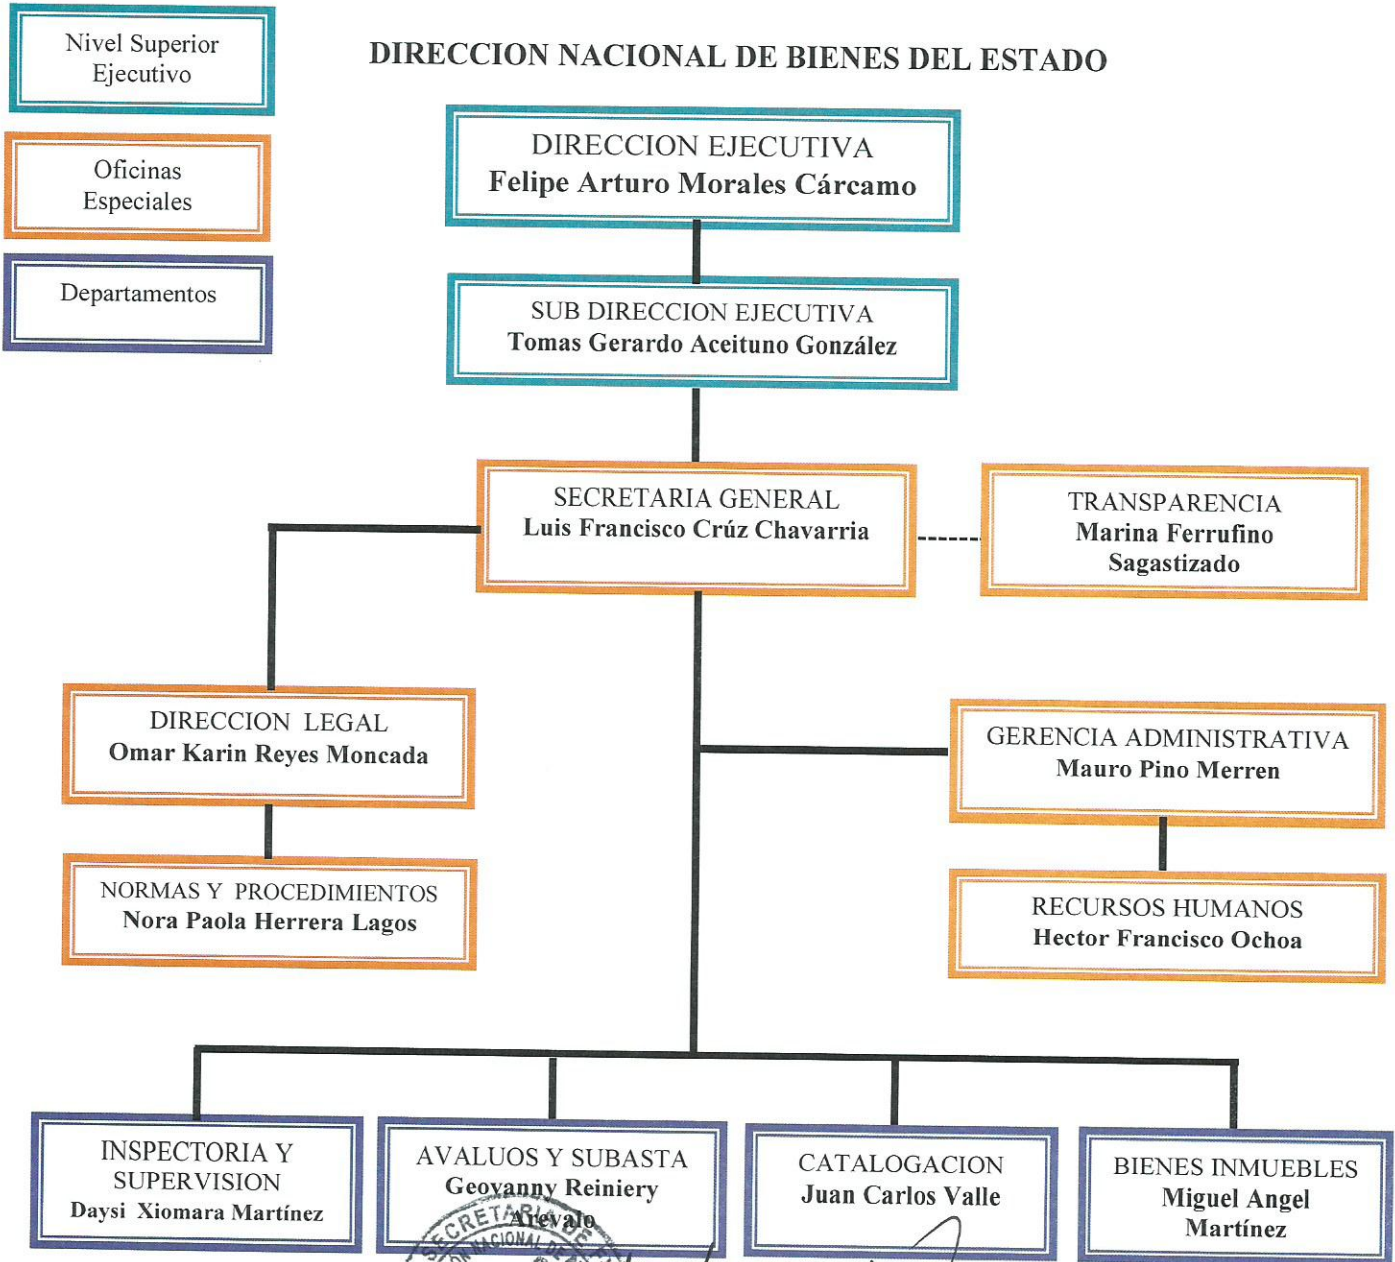 Nivel Superior
Ejecutivo
DIRECCION NACIONAL DE BIENES DEL ESTADO
Oficinas
Especiales
Departamentos
DIRECCION EJECUTIVA
Felipe Arturo Morales Cárcamo
SUB DIRECCION EJECUTIVA
Tomas Gerardo Aceituno González
SECRETARIA GENERAL
Luis Francisco Crúz Chavarria
TRANSPARENCIA
Marina Ferrufino
Sagastizado
DIRECCION LEGAL
Omar Karin Reyes Moncada
GERENCIA ADMINISTRATIVA
Mauro Pino Merren
NORMAS Y PROCEDIMIENTOS
Nora Paola Herrera Lagos
RECURSOS HUMANOS
Hector Francisco Ochoa
INSPECTORIA Y
SUPERVISION
Daysi Xiomara Martínez
AVALUOS Y SUBASTA
Geovanny Reiniery
Arevalo
CATALOGACION
Juan Carlos Valle
BIENES INMUEBLES
Miguel Angel
Martínez
SECRETARIA DE
NACIONAL DE